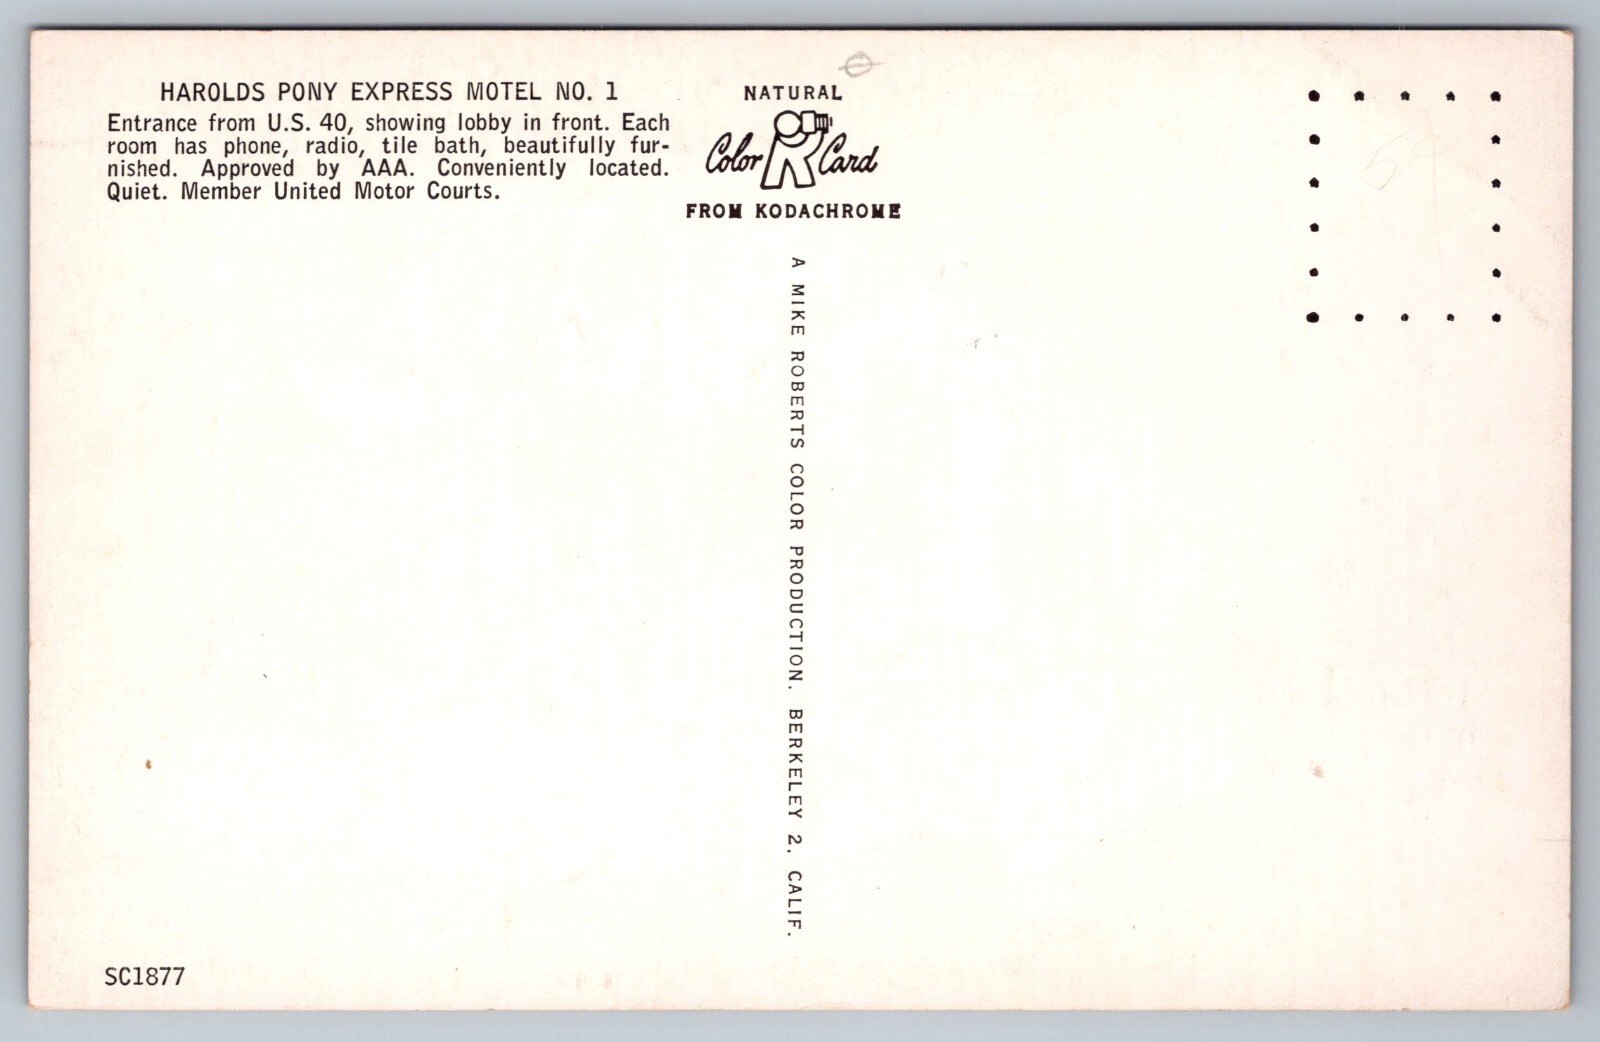 HAROLDS PONY EXPRESS MOTEL NO. 1
Entrance from U.S. 40, showing lobby in front. Each
room has phone, radio, tile bath, beautifully fur-
nished. Approved by AAA. Conveniently located.
Quiet. Member United Motor Courts.
NATURAL
Color Card
FROM KODACHROME
A MIKE ROBERTS COLOR PRODUCTION. BERKELEY 2. CALIF.
SC1877